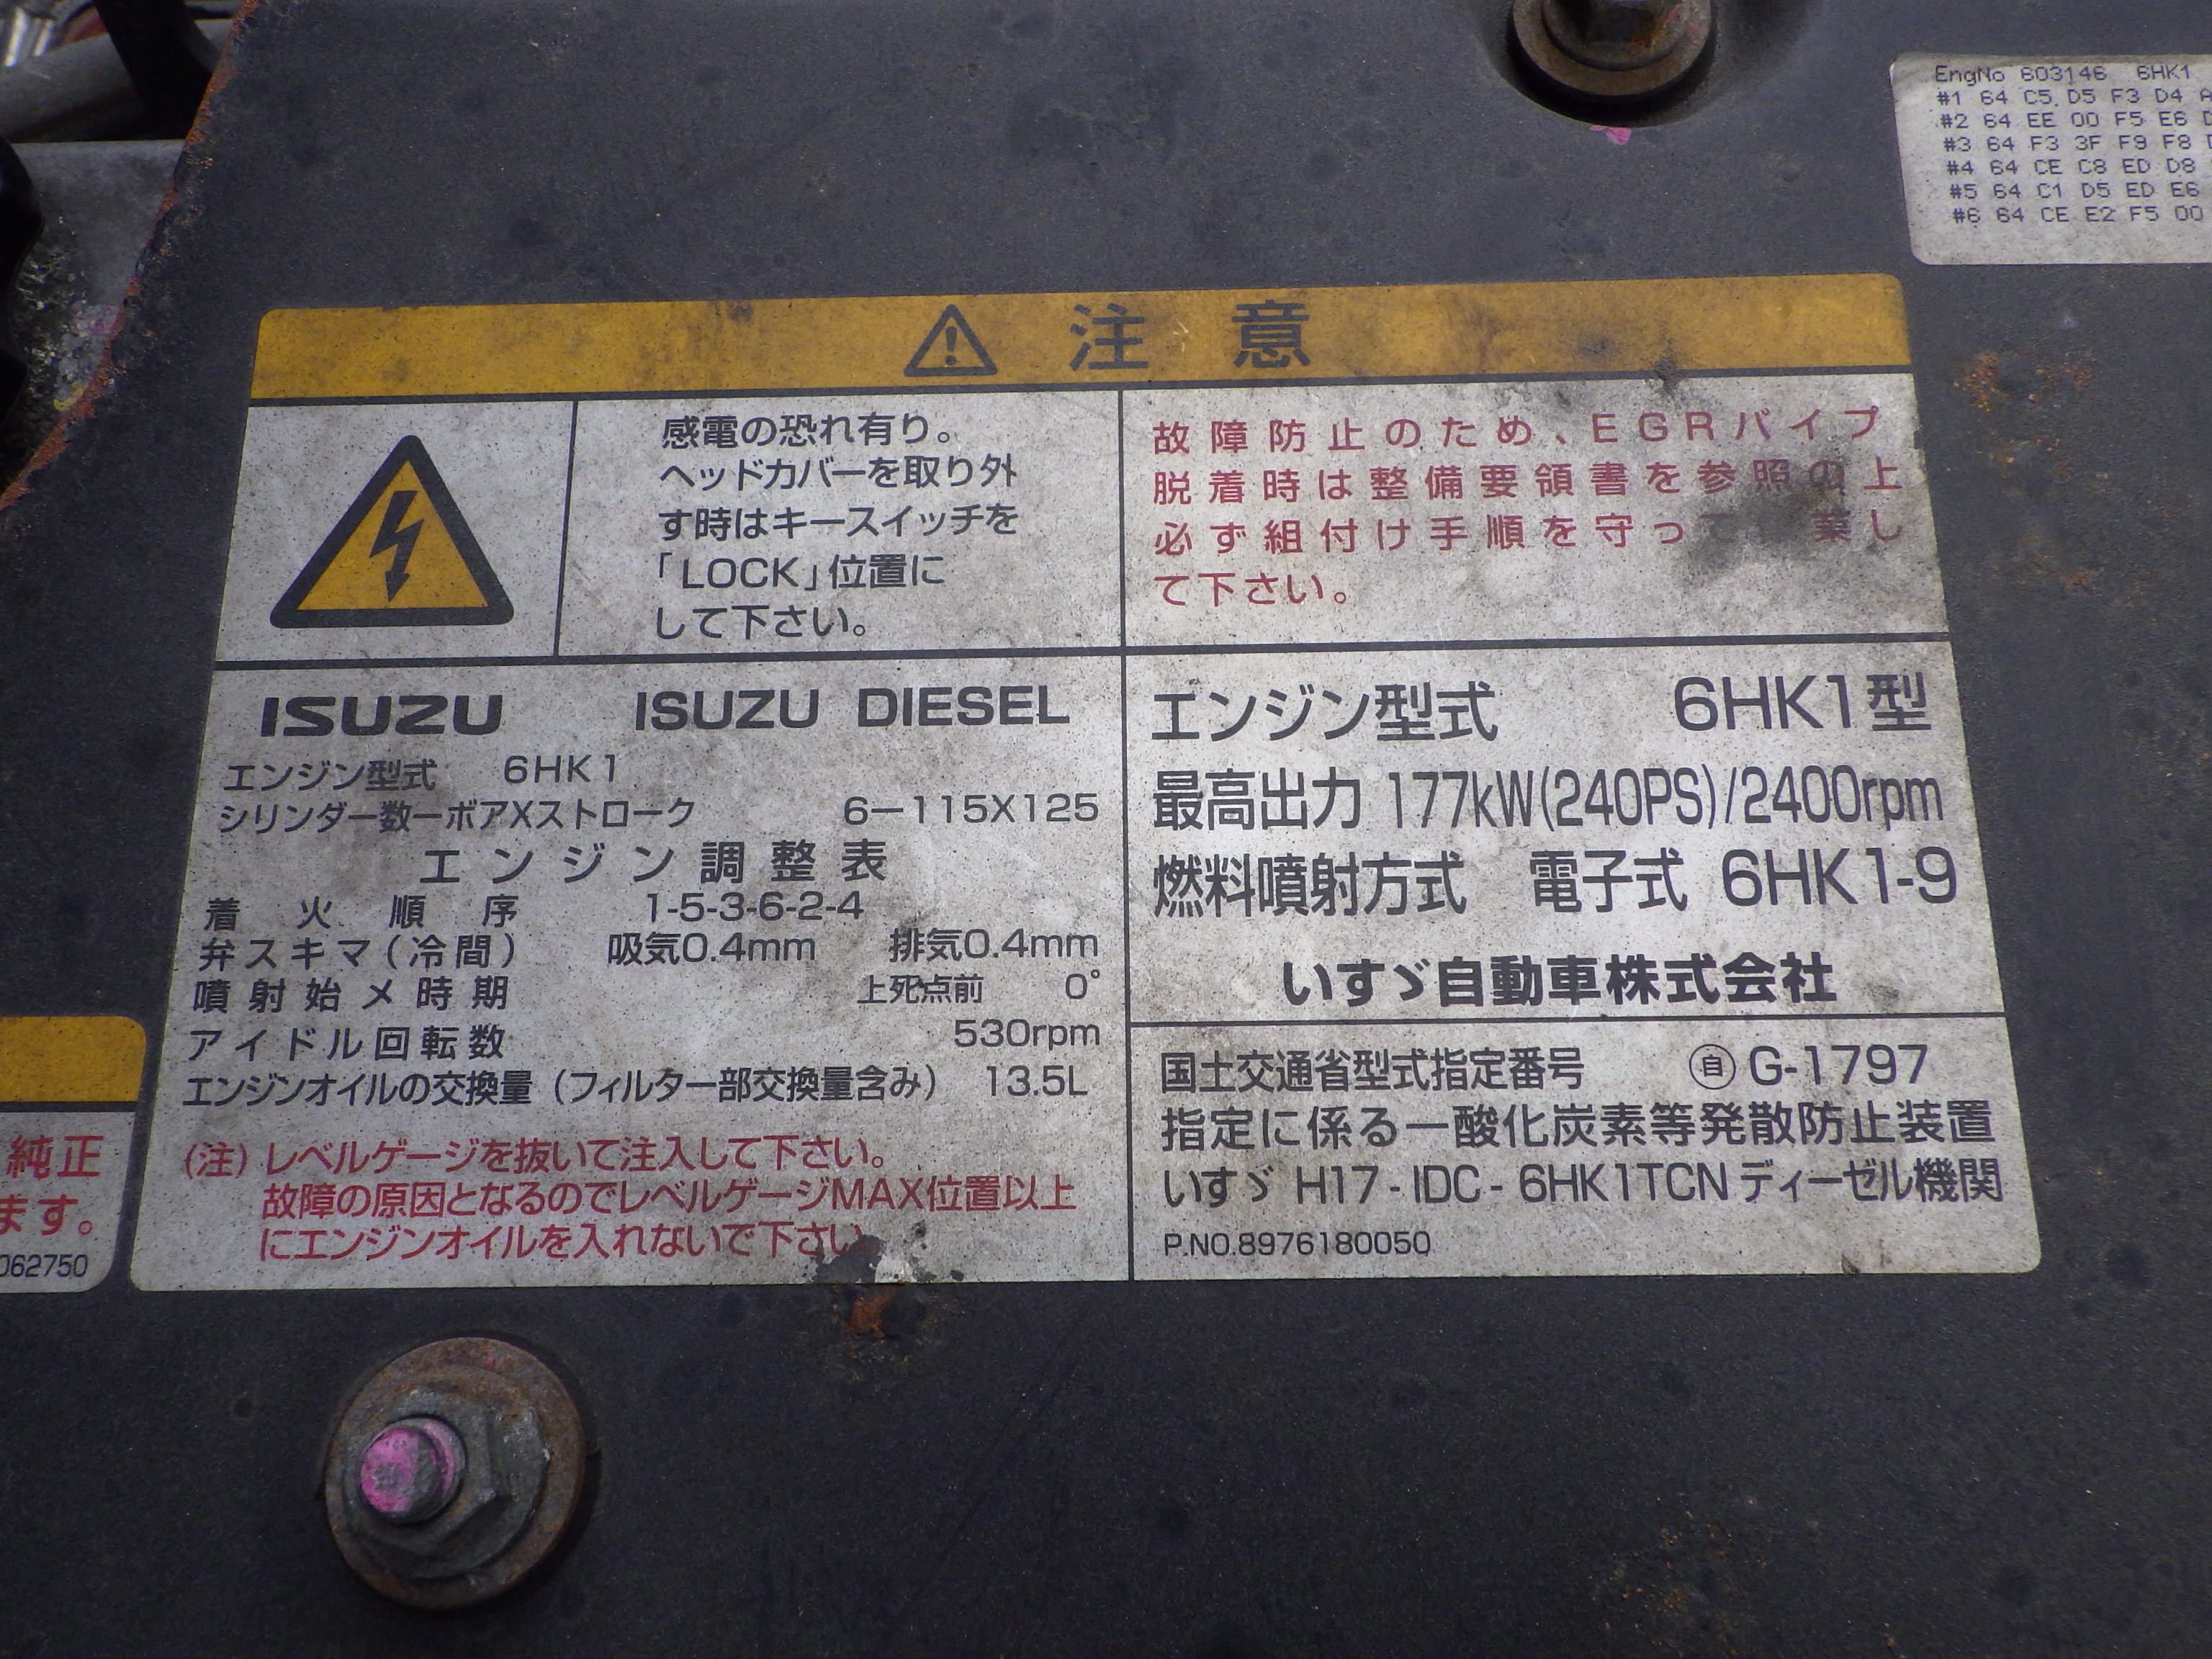 EngNo 603146 6HK1
#1 64 C5 D5 F3 D4
#2 64 EE 00 F5 E6
#3 64 F3 3F F9 F8
#4 64 CE C8 ED D8
#5 64 C1 D5 ED E6
#6 64 CE E2 F5 00
注意
感電の恐れ有り。
ヘッドカバーを取り外
す時はキースイッチを
「LOCK」位置に
して下さい。
故障防止のため、EGRパイプ
脱着時は整備要領書を参照の上
必ず組付け手順を守っ 業し
て下さい。
ISUZU ISUZU DIESEL
エンジン型式 6HK1
シリンダー数ーボアXストローク 6ー115X125
エンジン調整表
着火順序 1-5-3-6-2-4
弁スキマ(冷間) 吸気0.4mm 排気0.4mm
噴射始メ時期 上死点前 0°
アイドル回転数 530rpm
エンジンオイルの交換量(フィルター部交換量含み) 13.5L
(注)レベルゲージを抜いて注入して下さい。
故障の原因となるのでレベルゲージMAX位置以上
にエンジンオイルを入れないで下さい
エンジン型式 6HK1型
最高出力 177kW(240PS)/2400rpm
燃料噴射方式 電子式 6HK1-9
いすゞ自動車株式会社
国土交通省型式指定番号 ㊀自 G-1797
指定に係る一酸化炭素等発散防止装置
いすゞ H17-IDC-6HK1TCN ディーゼル機関
P.NO.8976180050
純正
ます。
062750